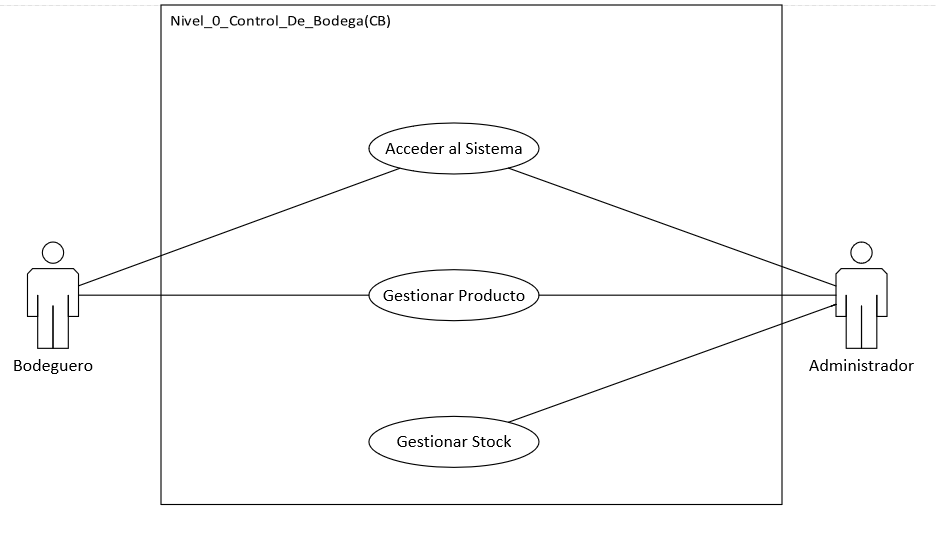 Nivel_0_Control_De_Bodega(CB)
Acceder al Sistema
Gestionar Producto
Bodeguero
Administrador
Gestionar Stock